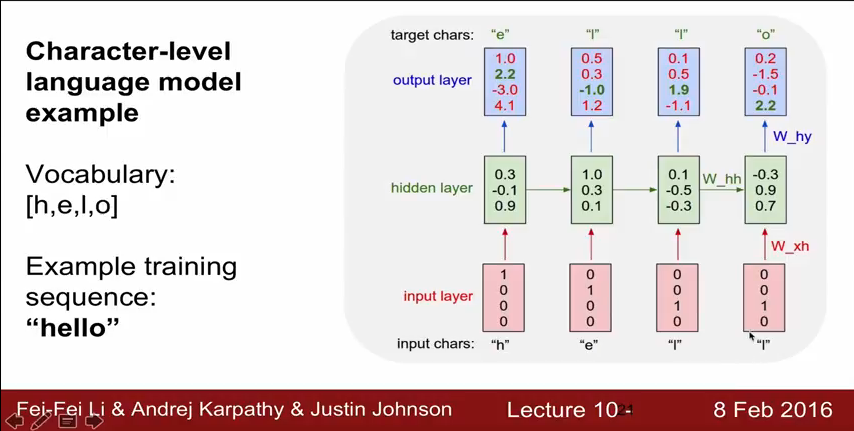 Character-level
language model
example
Vocabulary:
[h,e,l,o]
Example training
sequence:
“hello”
target chars: “e” “l” “l” “o”
output layer
1.0 0.5 0.1 0.2
2.2 0.3 0.5 -1.5
-3.0 -1.0 1.9 -0.1
4.1 1.2 -1.1 2.2
W_hy
hidden layer
0.3 1.0 0.1 -0.3
-0.1 0.3 -0.5 0.9
0.9 0.1 -0.3 0.7
W_hh
W_xh
input layer
1 0 0 0
0 1 0 0
0 0 1 1
0 0 0 0
input chars: “h” “e” “l” “l”
Fei-Fei Li & Andrej Karpathy & Justin Johnson Lecture 10 - 21 8 Feb 2016